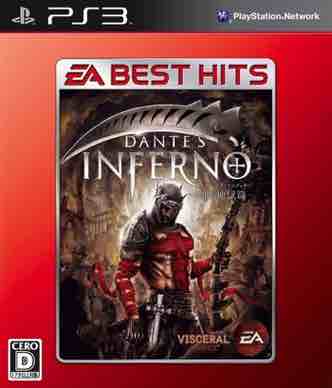 PS3
PlayStation Network
EA BEST HITS
DANTE'S
INFERNO
VISCERAL
EA
CERO
D